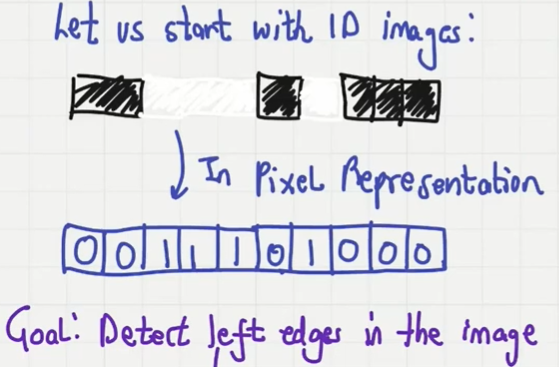 Let us start with 1D images:
In Pixel Representation
0 0 1 1 1 0 1 0 0 0
Goal: Detect left edges in the image